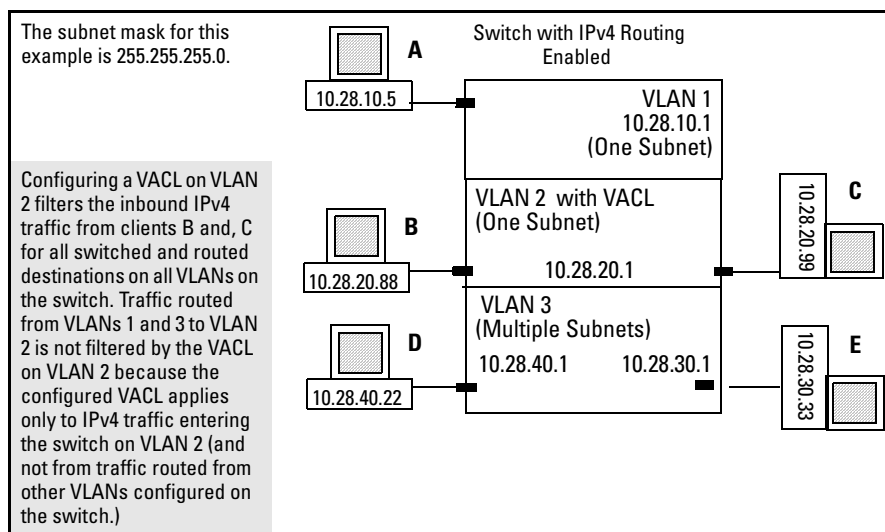 The subnet mask for this
example is 255.255.255.0.
Configuring a VACL on VLAN
2 filters the inbound IPv4
traffic from clients B and, C
for all switched and routed
destinations on all VLANs on
the switch. Traffic routed
from VLANs 1 and 3 to VLAN
2 is not filtered by the VACL
on VLAN 2 because the
configured VACL applies
only to IPv4 traffic entering
the switch on VLAN 2 (and
not from traffic routed from
other VLANs configured on
the switch.)
Switch with IPv4 Routing
Enabled
A
10.28.10.5
VLAN 1
10.28.10.1
(One Subnet)
B
10.28.20.88
VLAN 2 with VACL
(One Subnet)
10.28.20.1
C
10.28.20.99
D
10.28.40.22
VLAN 3
(Multiple Subnets)
10.28.40.1 10.28.30.1
E
10.28.30.33